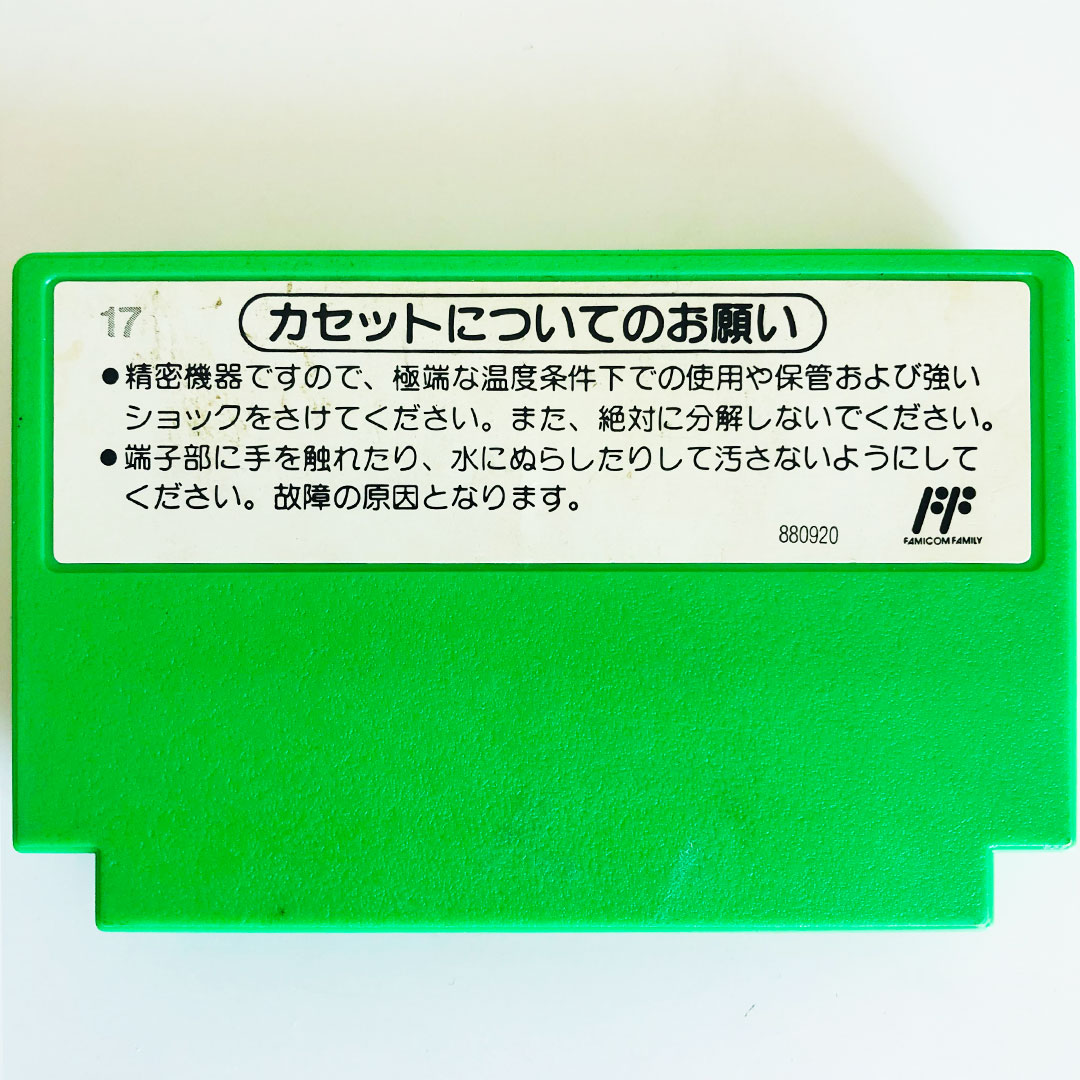 17
カセットについてのお願い
●精密機器ですので、極端な温度条件下での使用や保管および強い
ショックをさけてください。また、絶対に分解しないでください。
●端子部に手を触れたり、水にぬらしたりして汚さないようにして
ください。故障の原因となります。
880920
FF
FAMICOM FAMILY